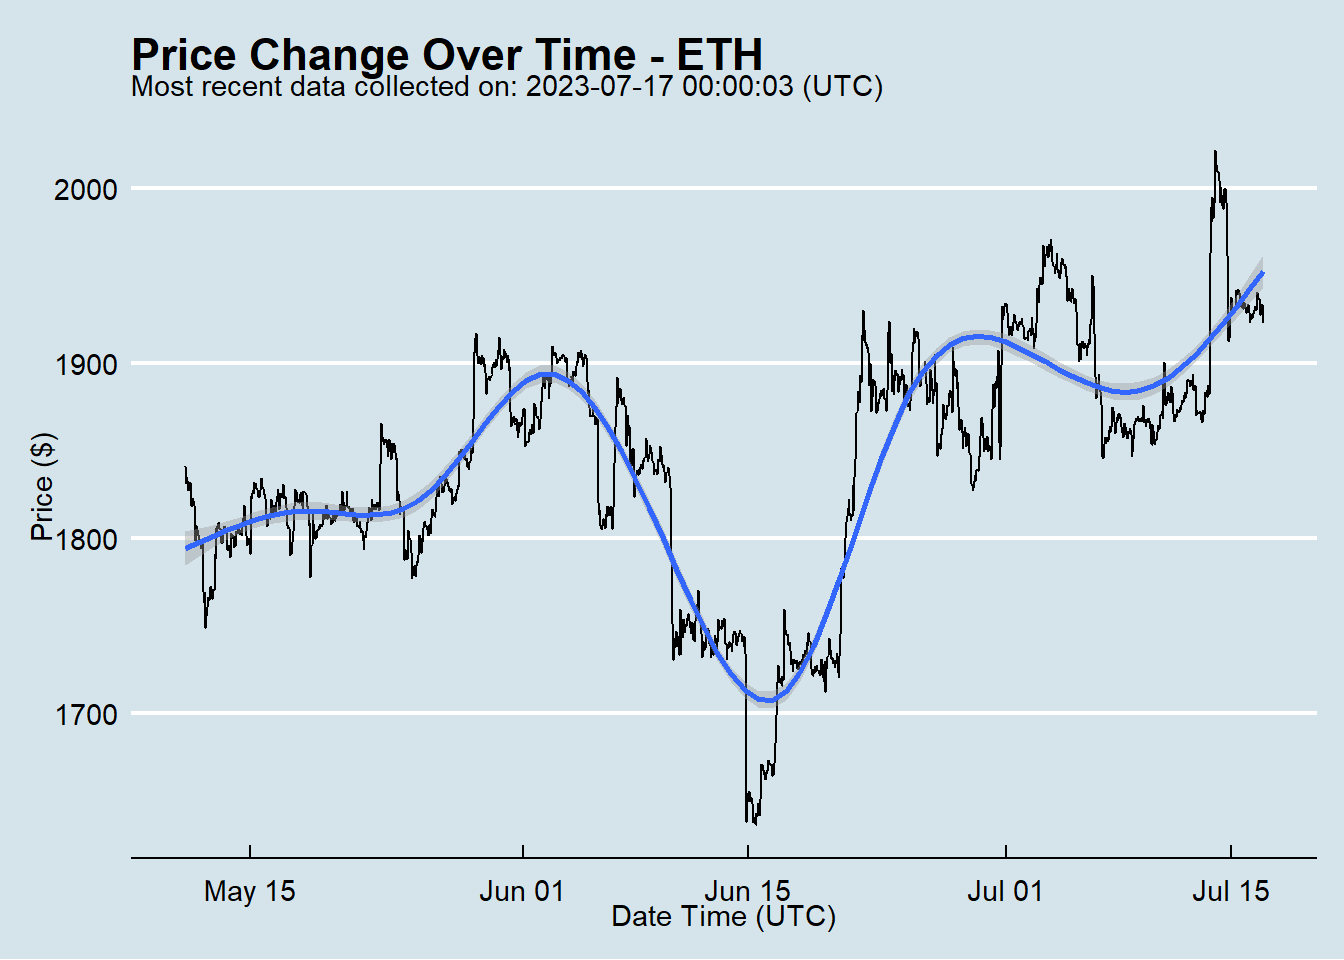 Price Change Over Time - ETH
Most recent data collected on: 2023-07-17 00:00:03 (UTC)
2000
1900
1800
1700
Price ($)
May 15
Jun 01
Jun 15
Jul 01
Jul 15
Date Time (UTC)